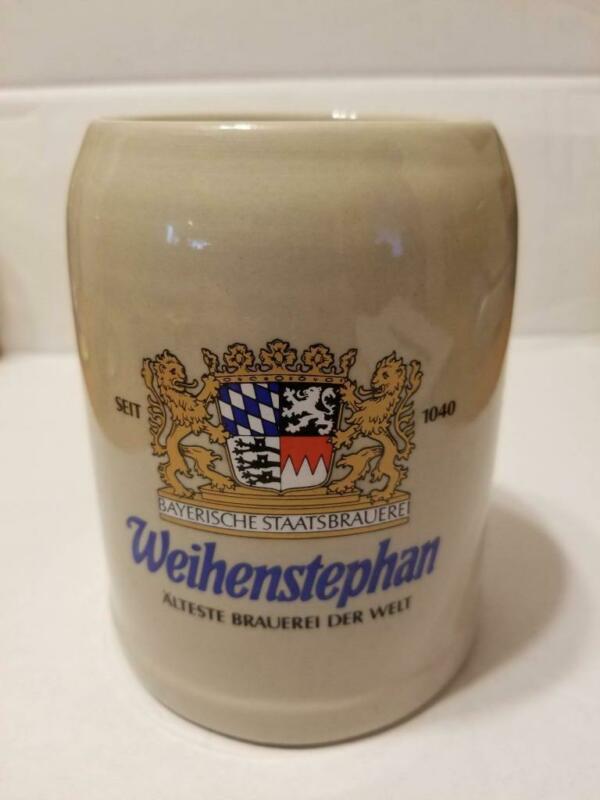 SEIT 1040
BAYERISCHE STAATSBRAUEREI
Weihenstephan
ÄLTESTE BRAUEREI DER WELT